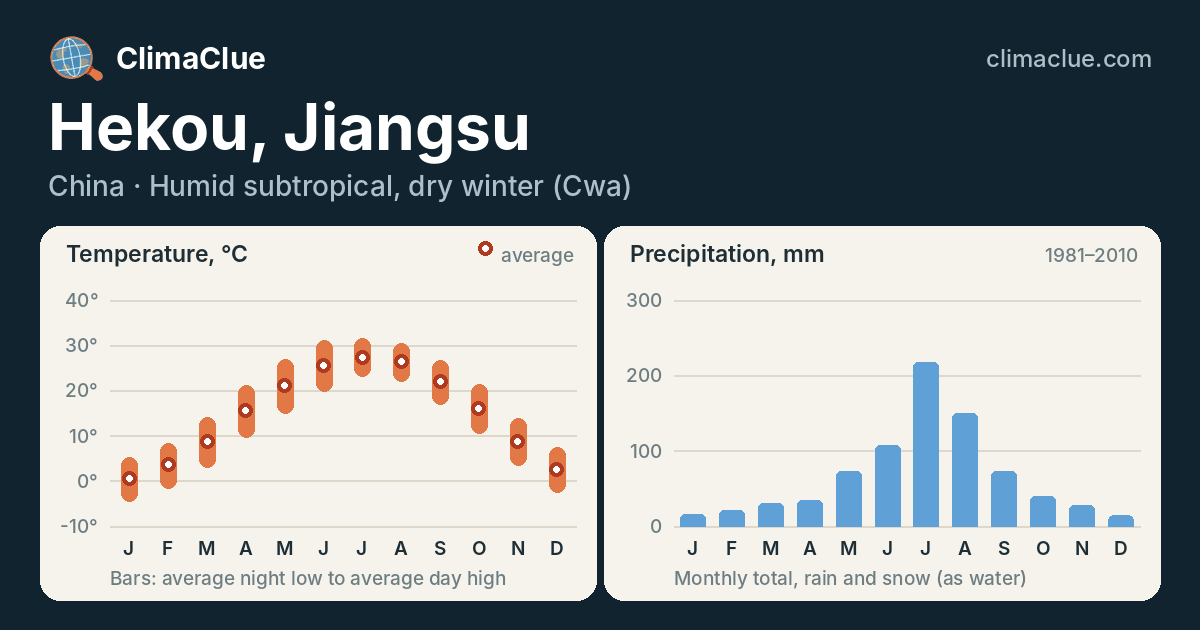 ClimaClue
climaclue.com
Hekou, Jiangsu
China · Humid subtropical, dry winter (Cwa)
Temperature, °C
average
40°
30°
20°
10°
0°
-10°
J F M A M J J A S O N D
Bars: average night low to average day high
Precipitation, mm
1981–2010
300
200
100
0
J F M A M J J A S O N D
Monthly total, rain and snow (as water)